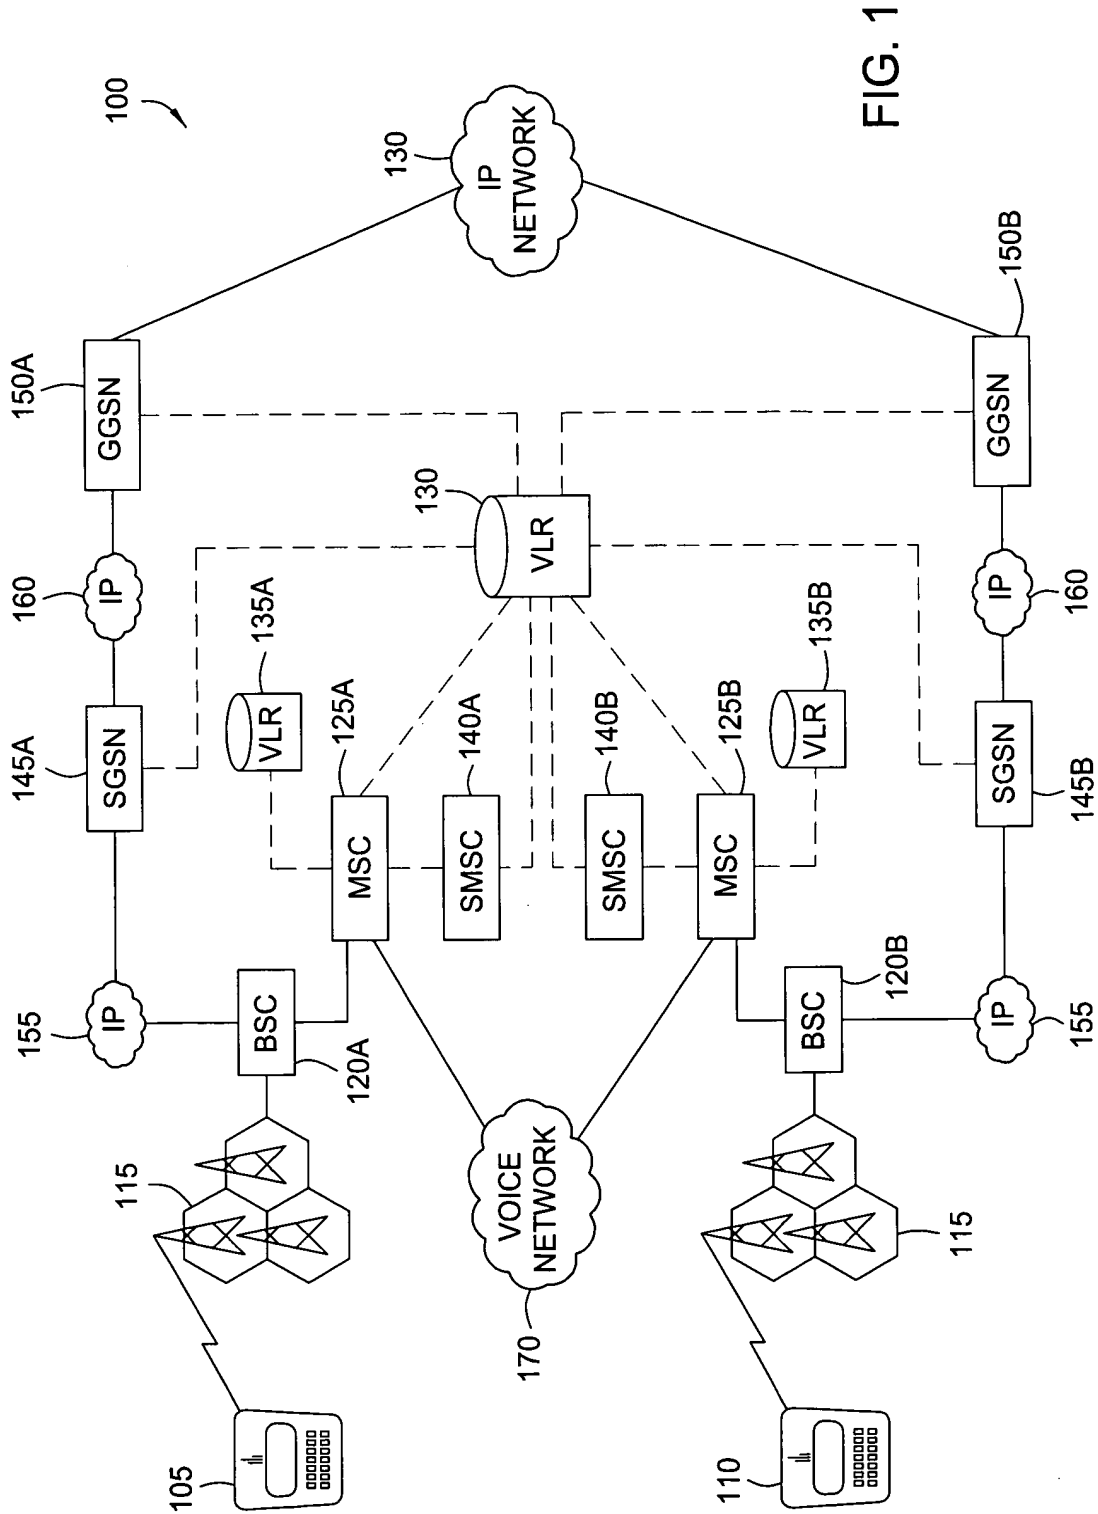 100
130
IP
NETWORK
150A
GGSN
160
IP
145A
SGSN
155
IP
130
VLR
135A
VLR
125A
MSC
140A
SMSC
BSC
120A
115
105
VOICE
NETWORK
170
140B
SMSC
125B
MSC
135B
VLR
120B
BSC
115
110
150B
GGSN
IP
160
SGSN
145B
IP
155
FIG. 1